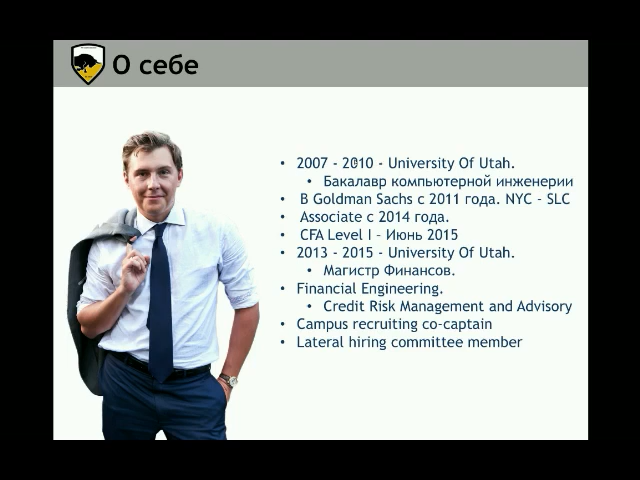 О себе
• 2007 - 2010 - University Of Utah.
• Бакалавр компьютерной инженерии
• В Goldman Sachs с 2011 года. NYC - SLC
• Associate с 2014 года.
• CFA Level I - Июнь 2015
• 2013 - 2015 - University Of Utah.
• Магистр Финансов.
• Financial Engineering.
• Credit Risk Management and Advisory
• Campus recruiting co-captain
• Lateral hiring committee member